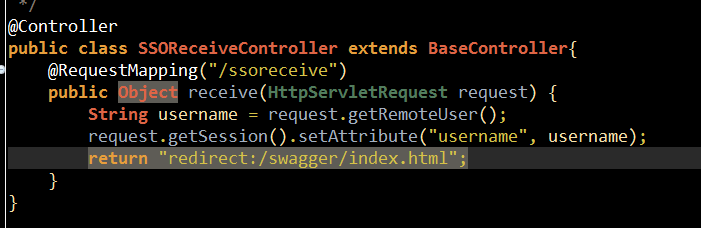 */
@Controller
public class SSOReceiveController extends BaseController{
    @RequestMapping("/ssoreceive")
    public Object receive(HttpServletRequest request) {
        String username = request.getRemoteUser();
        request.getSession().setAttribute("username", username);
        return "redirect:/swagger/index.html";
    }
}